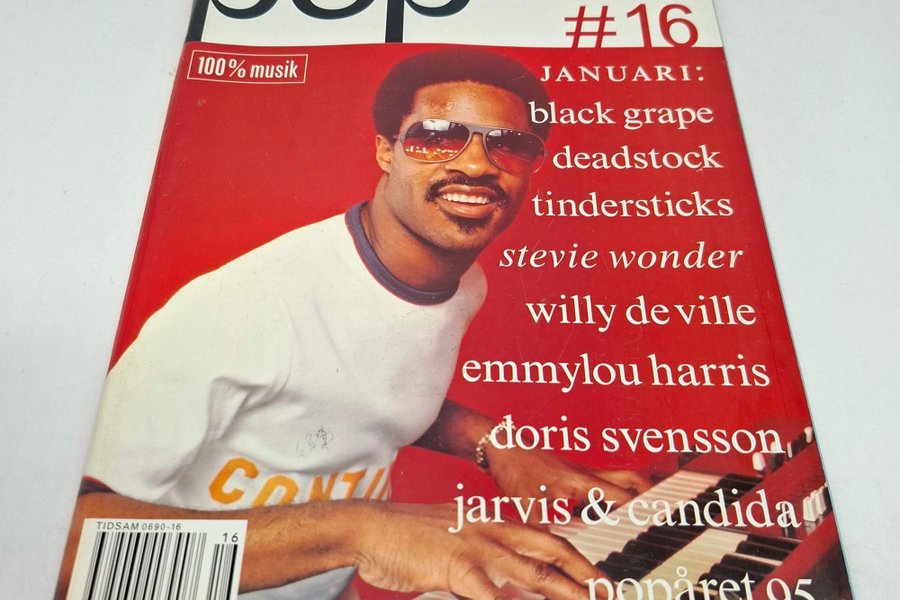 pop
#16
100% musik
JANUARI:
black grape
deadstock
tindersticks
stevie wonder
willy de ville
emmylou harris
doris svensson
jarvis & candida
popåret 95
CONTI
TIDSAM 0690-16
16